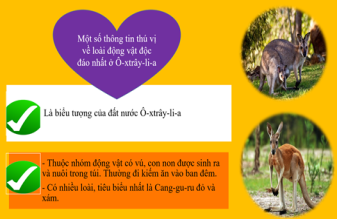 Một số thông tin thú vị
về loài động vật độc
đáo nhất ở Ô-xtrây-li-a
Là biểu tượng của đất nước Ô-xtrây-li-a
- Thuộc nhóm động vật có vú, con non được sinh ra
và nuôi trong túi. Thường đi kiếm ăn vào ban đêm.
- Có nhiều loài, tiêu biểu nhất là Cang-gu-ru đỏ và
xám.